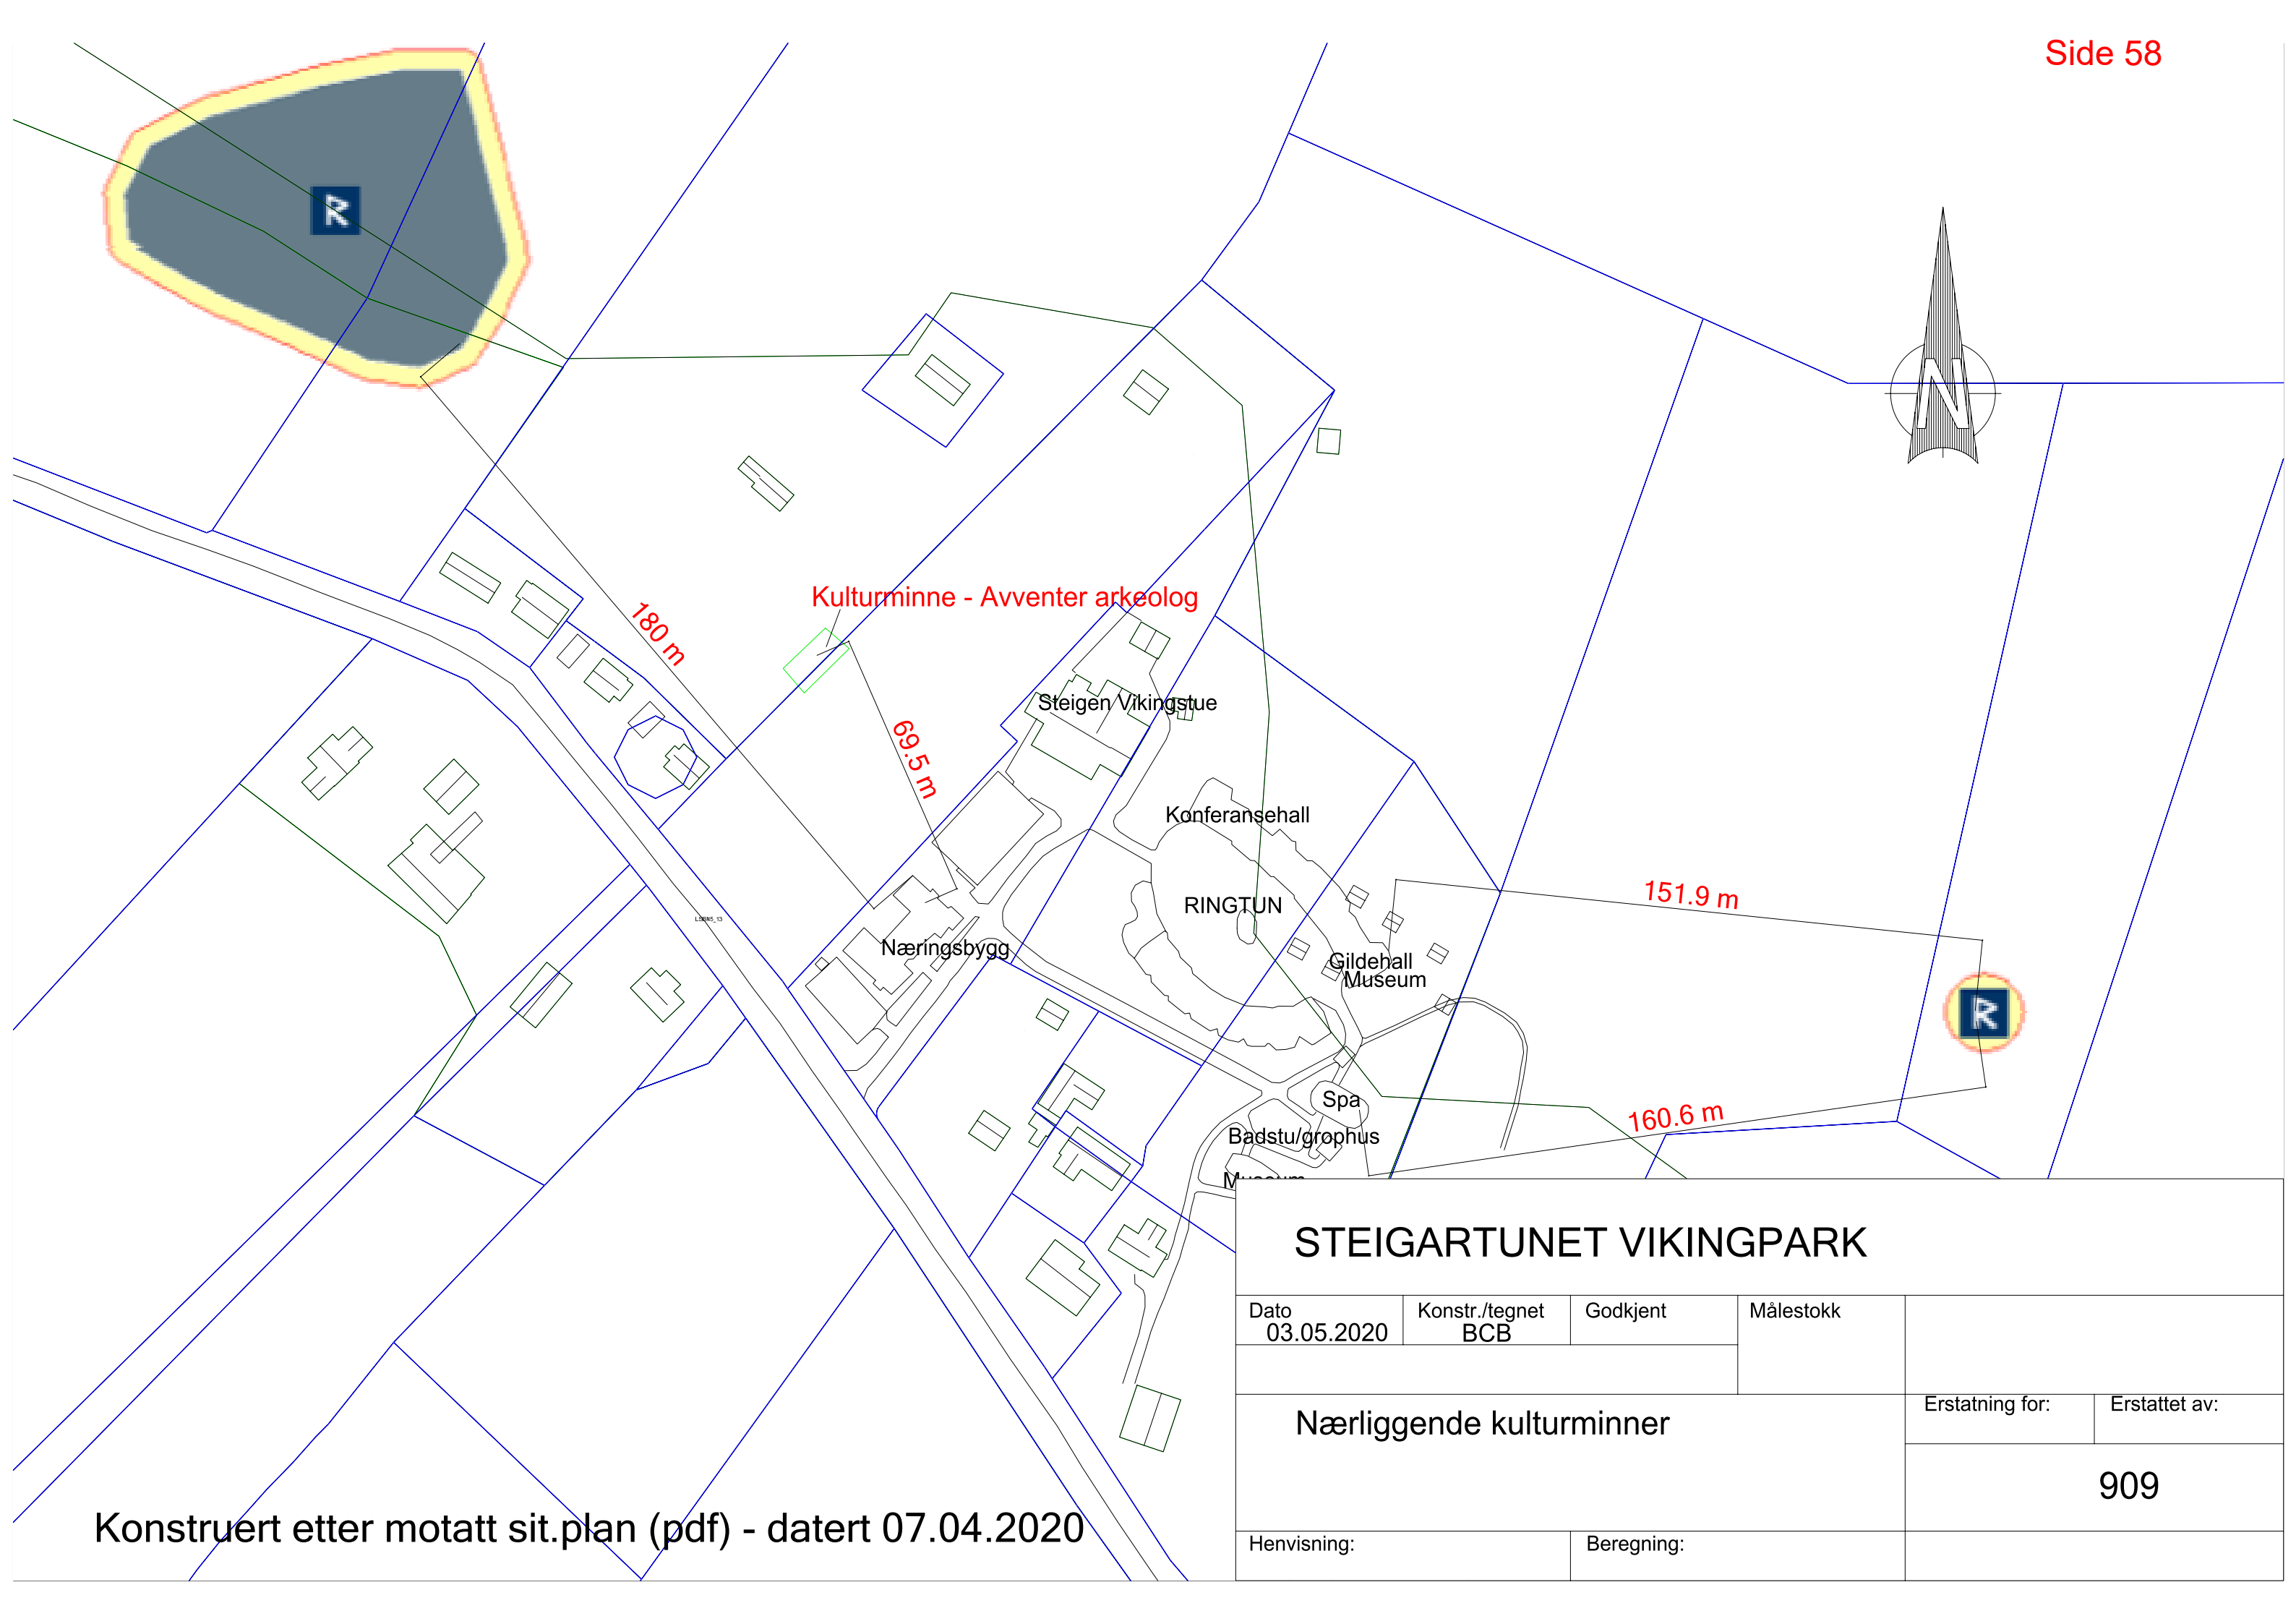 Side 58
R
N
Kulturminne - Avventer arkeolog
180 m
Steigen Vikingstue
69.5 m
Konferansehall
151.9 m
RINGTUN
Næringsbygg
Gildehall
Museum
R
Spa
160.6 m
Badstu/grophus
Museum
STEIGARTUNET VIKINGPARK
Dato
03.05.2020
Konstr./tegnet
BCB
Godkjent
Målestokk
Nærliggende kulturminner
Erstatning for:
Erstattet av:
909
Konstruert etter motatt sit.plan (pdf) - datert 07.04.2020
Henvisning:
Beregning: